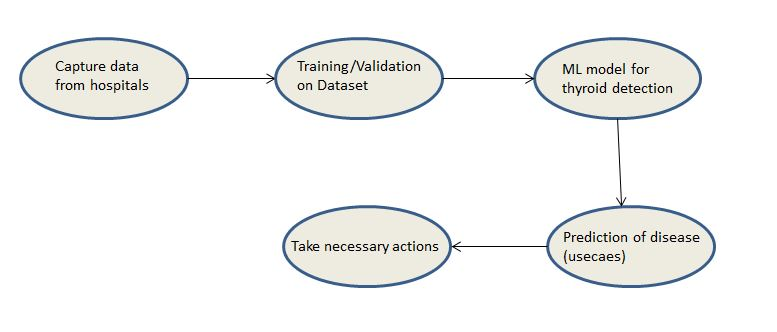 Capture data
from hospitals
Training/Validation
on Dataset
ML model for
thyroid detection
Prediction of disease
(usecaes)
Take necessary actions